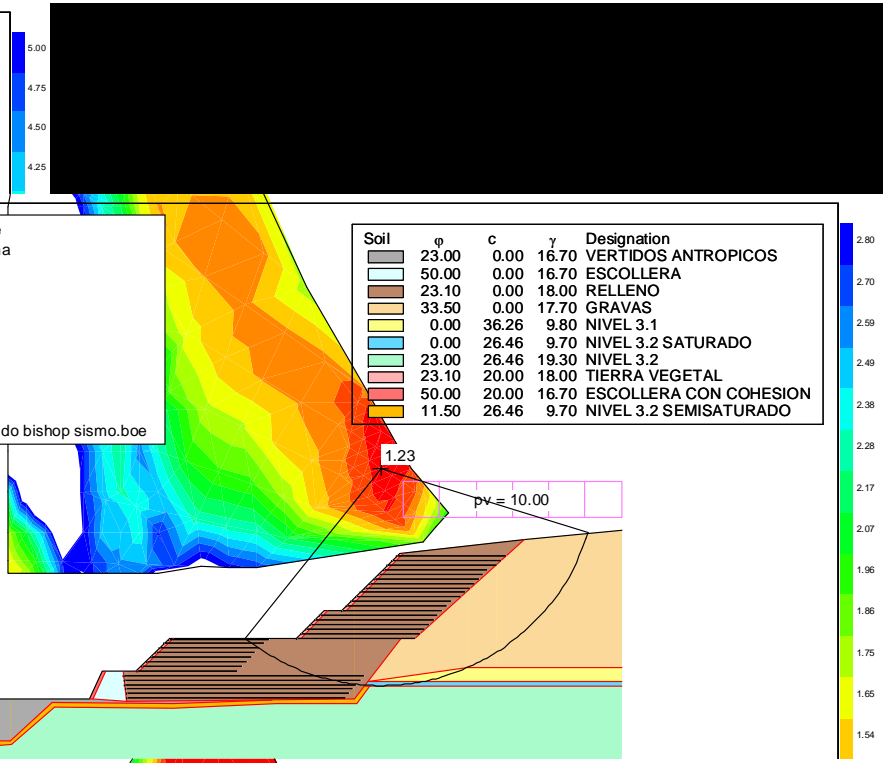 5.00
4.75
4.50
4.25
do bishop sismo.boe
Soil φ c γ Designation
23.00 0.00 16.70 VERTIDOS ANTROPICOS
50.00 0.00 16.70 ESCOLLERA
23.10 0.00 18.00 RELLENO
33.50 0.00 17.70 GRAVAS
0.00 36.26 9.80 NIVEL 3.1
0.00 26.46 9.70 NIVEL 3.2 SATURADO
23.00 26.46 19.30 NIVEL 3.2
23.10 20.00 18.00 TIERRA VEGETAL
50.00 20.00 16.70 ESCOLLERA CON COHESION
11.50 26.46 9.70 NIVEL 3.2 SEMISATURADO
1.23
pv = 10.00
2.80
2.70
2.59
2.49
2.38
2.28
2.17
2.07
1.96
1.86
1.75
1.65
1.54